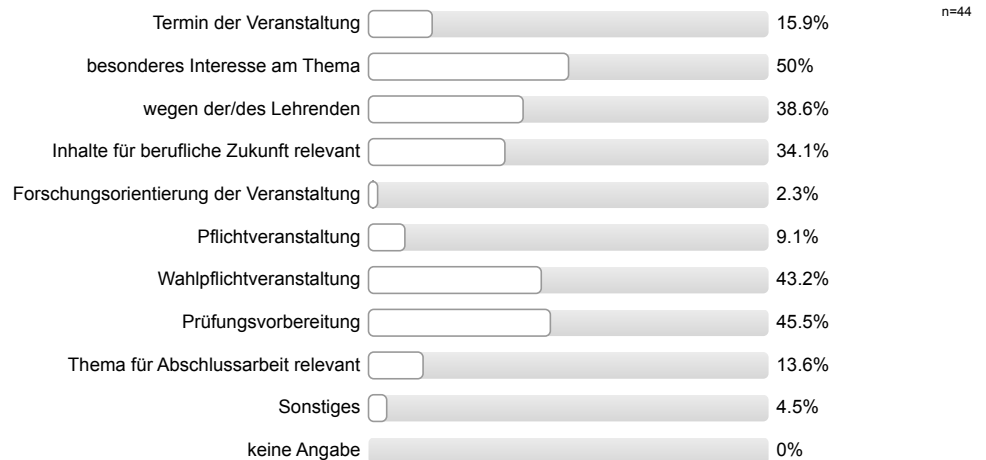 Termin der Veranstaltung 15.9% n=44
besonderes Interesse am Thema 50%
wegen der/des Lehrenden 38.6%
Inhalte für berufliche Zukunft relevant 34.1%
Forschungsorientierung der Veranstaltung 2.3%
Pflichtveranstaltung 9.1%
Wahlpflichtveranstaltung 43.2%
Prüfungsvorbereitung 45.5%
Thema für Abschlussarbeit relevant 13.6%
Sonstiges 4.5%
keine Angabe 0%